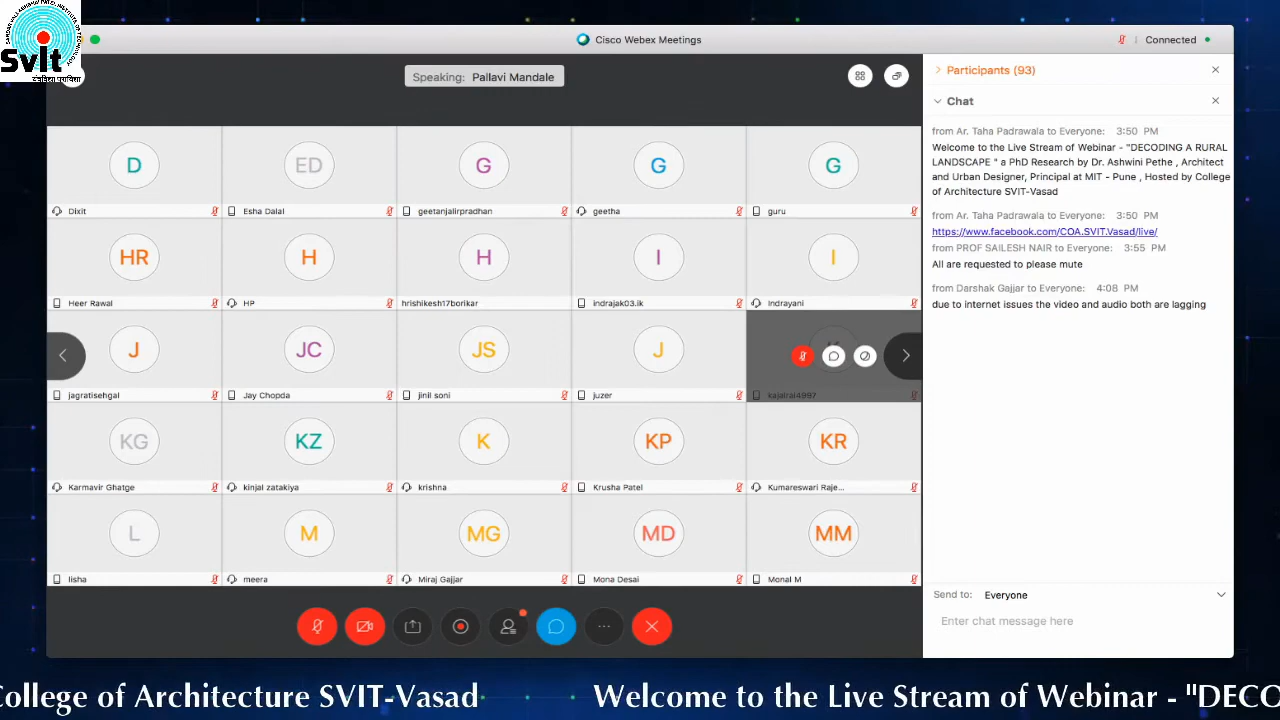 Svit
Cisco Webex Meetings
Connected
Speaking: Pallavi Mandale
Participants (93)
Chat
from Ar. Taha Padrawala to Everyone: 3:50 PM
Welcome to the Live Stream of Webinar - "DECODING A RURAL
LANDSCAPE " a PhD Research by Dr. Ashwini Pethe , Architect
and Urban Designer, Principal at MIT - Pune , Hosted by College
of Architecture SVIT-Vasad
from Ar. Taha Padrawala to Everyone: 3:50 PM
https://www.facebook.com/COA.SVIT.Vasad/live/
from PROF SAILESH NAIR to Everyone: 3:55 PM
All are requested to please mute
from Darshak Gajjar to Everyone: 4:08 PM
due to internet issues the video and audio both are lagging
D ED G G G
Dixit Esha Dalal geetanjalirpradhan geetha guru
HR H H I I
Heer Rawal HP hrishikesh17borikar indrajak03.ik Indrayani
J JC JS J
jagratisehgal Jay Chopda jinil soni juzer kajalrai4997
KG KZ K KP KR
Karmavir Ghatge kinjal zatakiya krishna Krusha Patel Kumareswari Raje...
L M MG MD MM
lisha meera Miraj Gajjar Mona Desai Monal M
Send to: Everyone
Enter chat message here
College of Architecture SVIT-Vasad Welcome to the Live Stream of Webinar - "DECO